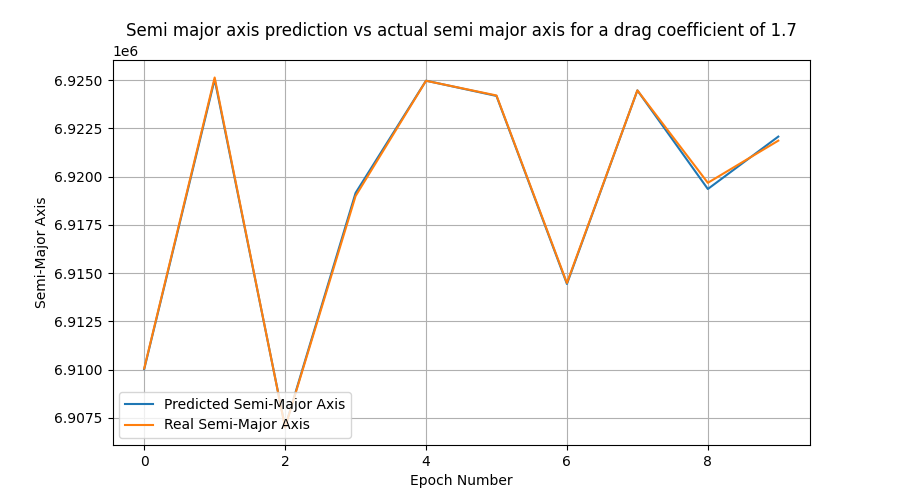 Semi major axis prediction vs actual semi major axis for a drag coefficient of 1.7
1e6
6.9250
6.9225
6.9200
6.9175
6.9150
6.9125
6.9100
6.9075
Semi-Major Axis
Predicted Semi-Major Axis
Real Semi-Major Axis
0 2 4 6 8
Epoch Number